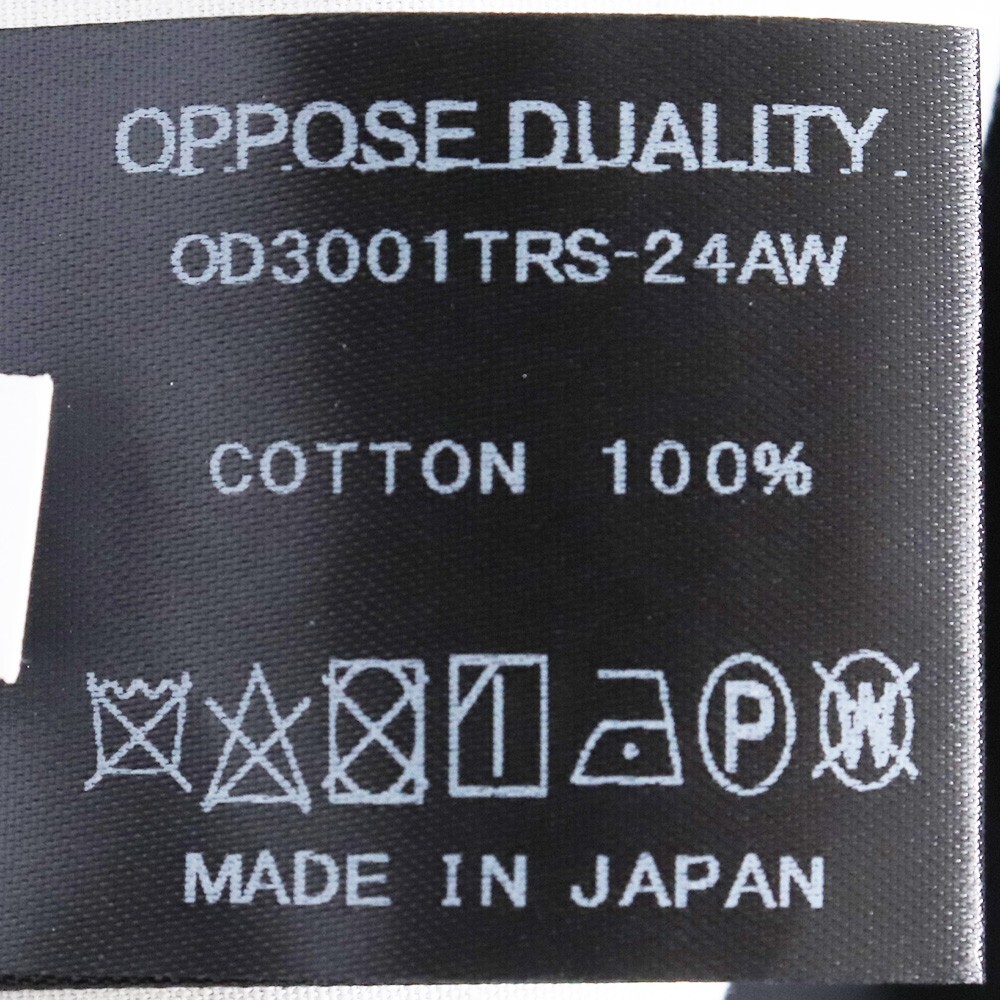 OPPOSE DUALITY.
OD3001TRS-24AW
COTTON 100%
P W
MADE IN JAPAN